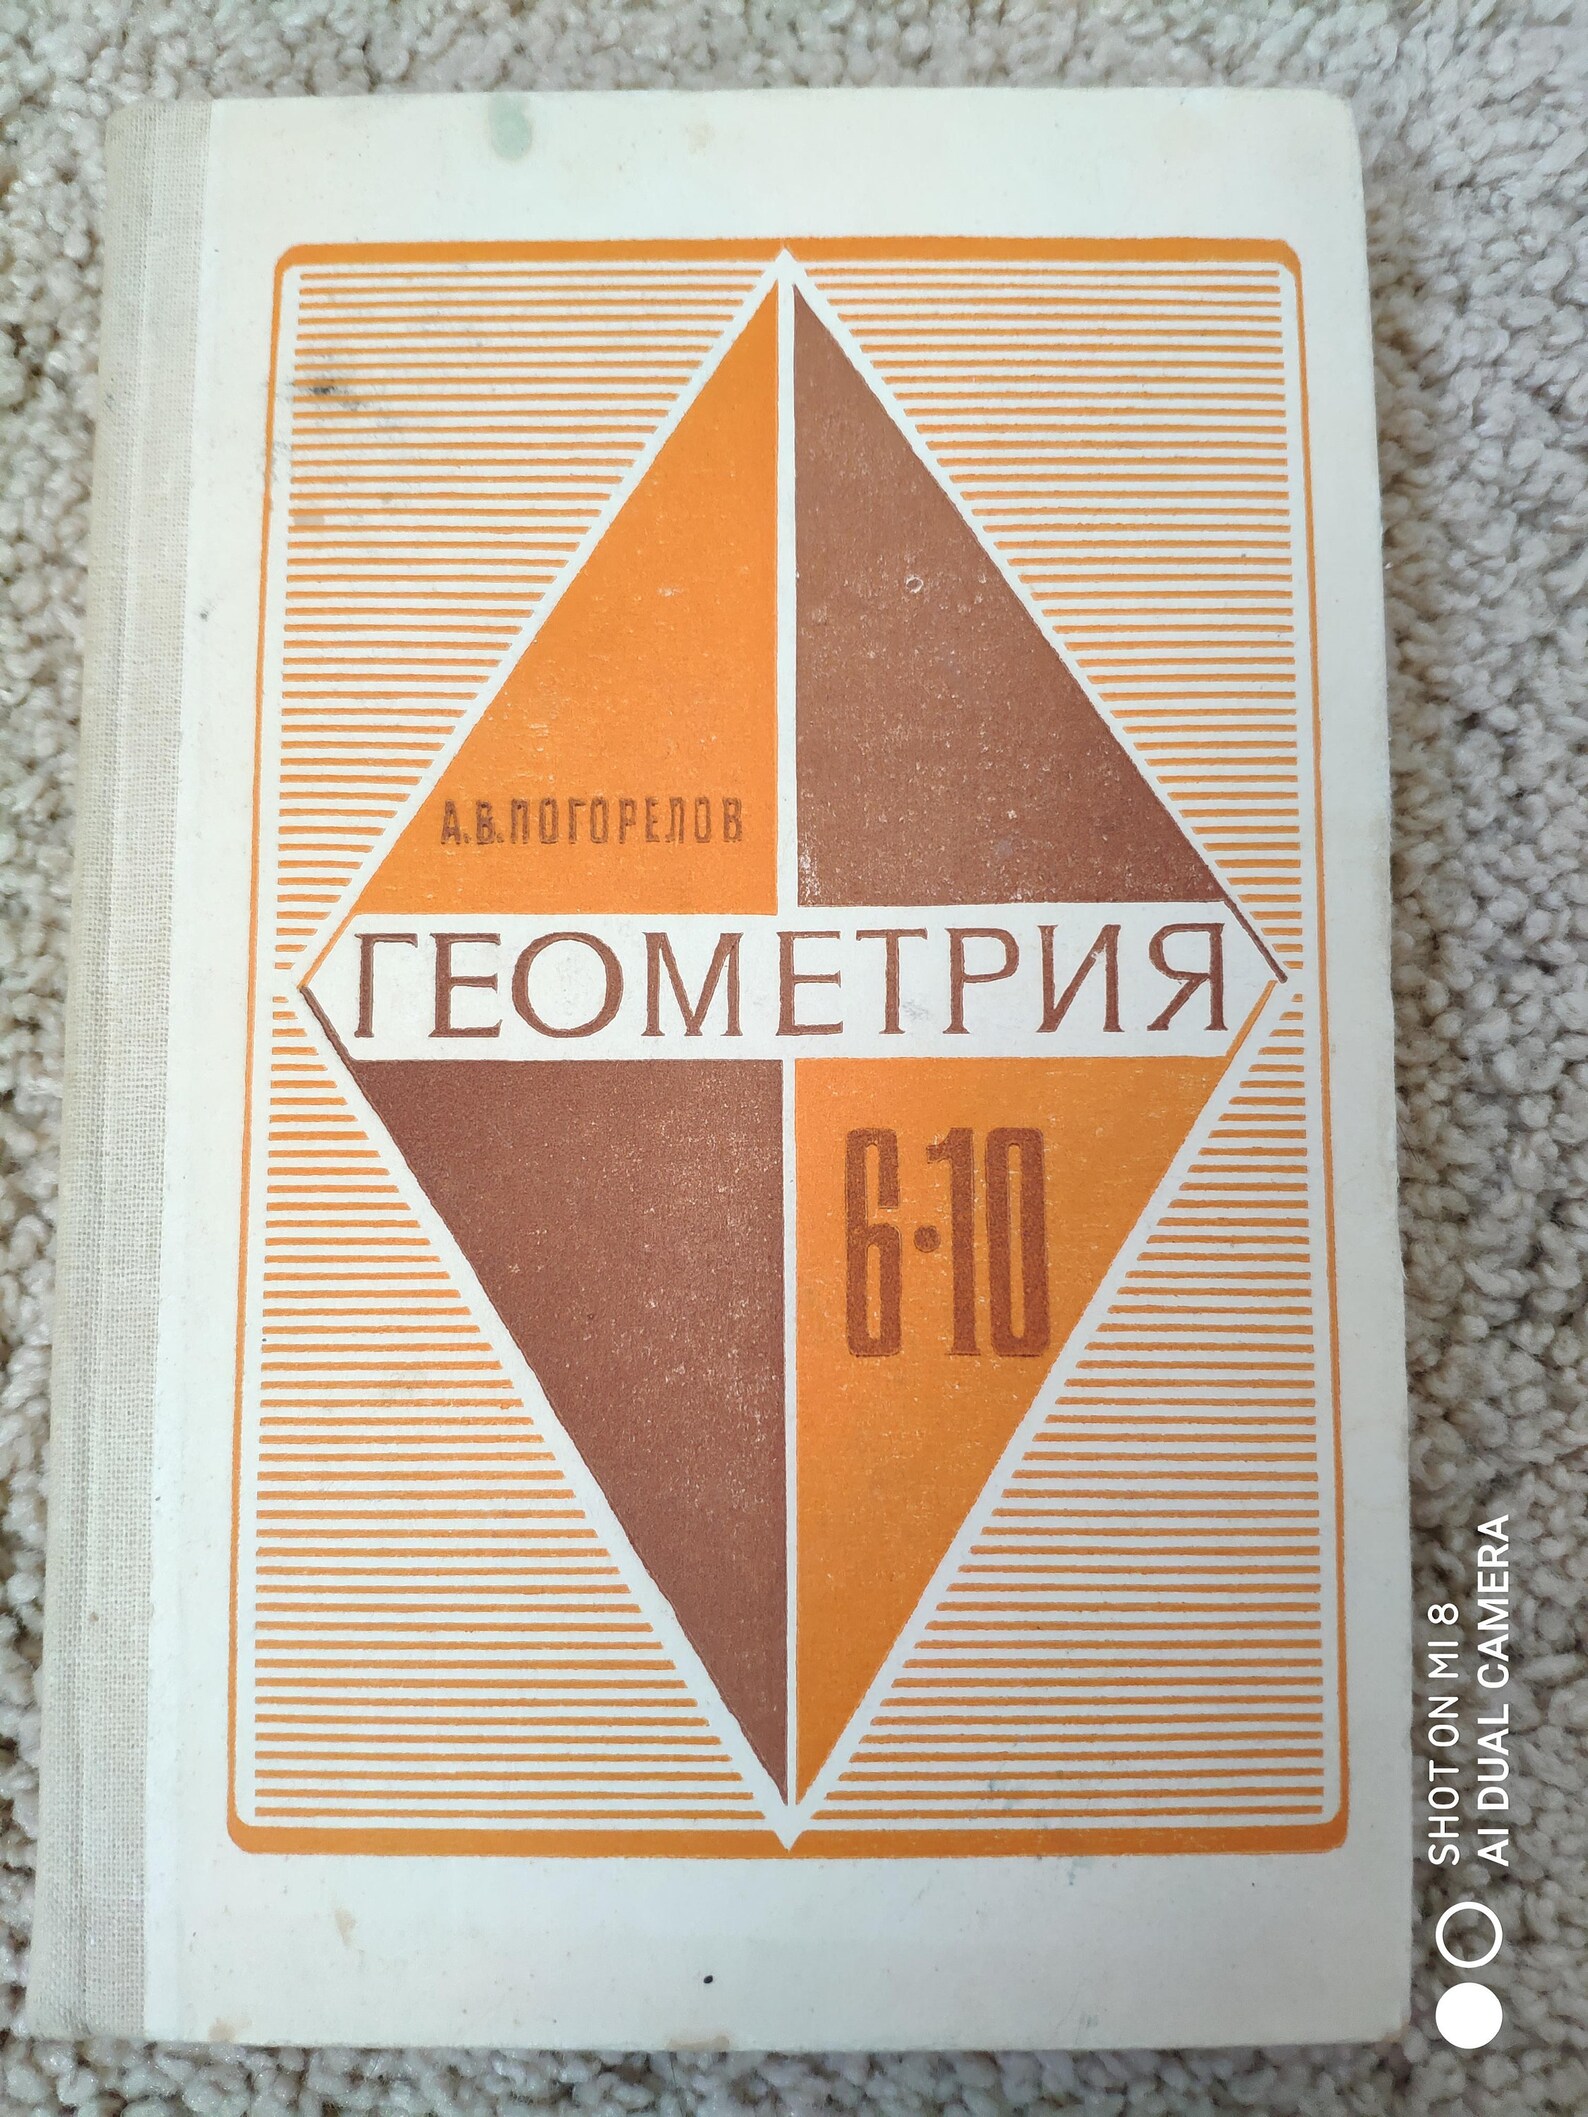 А.В.ПОГОРЕЛОВ
ГЕОМЕТРИЯ
6·10
SHOT ON MI 8
AI DUAL CAMERA